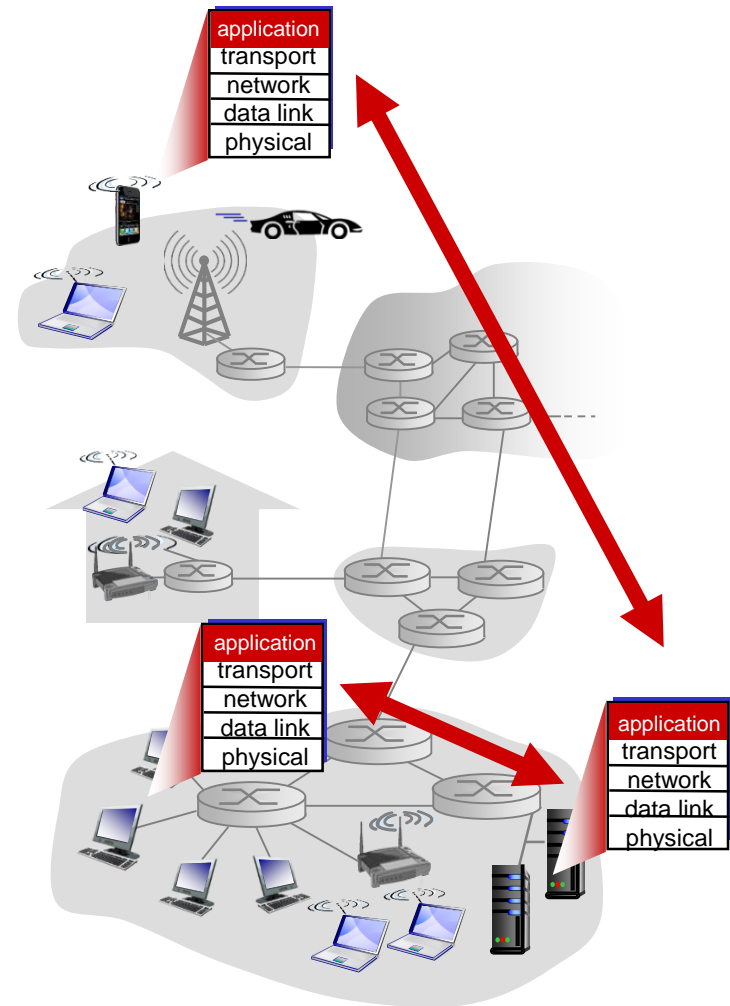 application
transport
network
data link
physical
application
transport
network
data link
physical
application
transport
network
data link
physical